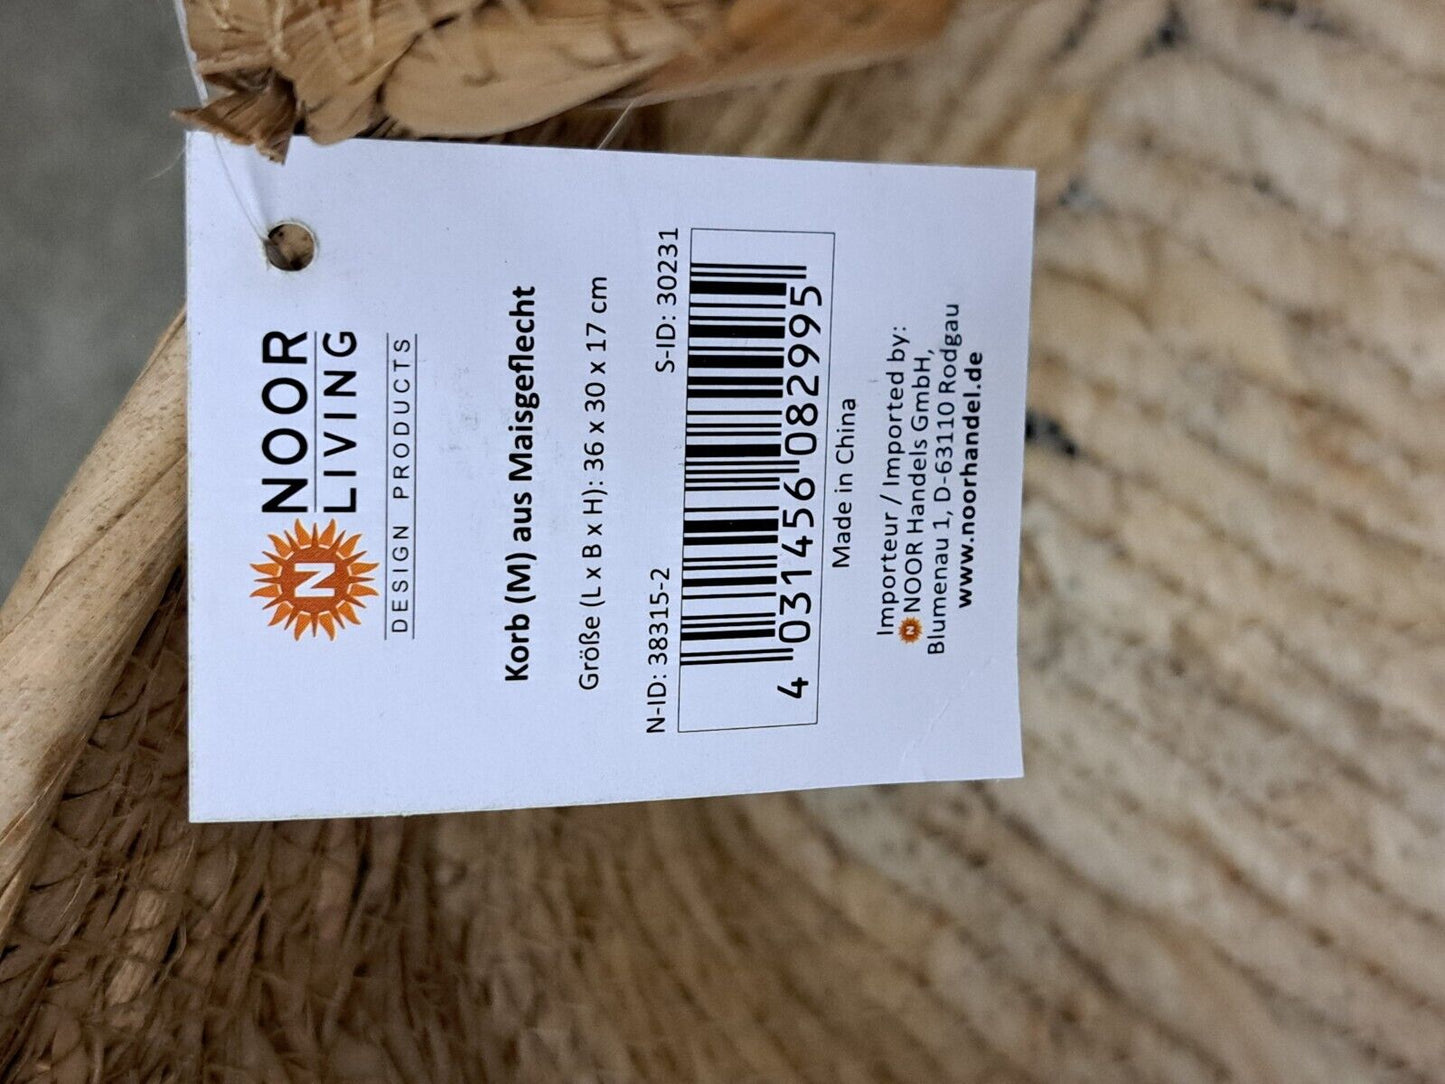 NOOR
LIVING
DESIGN PRODUCTS
Korb (M) aus Maisgeflecht
Größe (L x B x H): 36 x 30 x 17 cm
N-ID: 38315-2 S-ID: 30231
4 031456 082995
Made in China
Importeur / Imported by:
N NOOR Handels GmbH,
Blumenau 1, D-63110 Rodgau
www.noorhandel.de